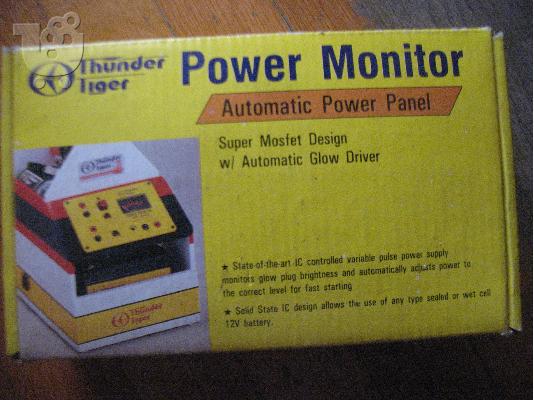 Thunder
Tiger
Power Monitor
Automatic Power Panel
Super Mosfet Design
w/ Automatic Glow Driver
★ State-of-the-art IC controlled variable pulse power supply
monitors glow plug brightness and automatically adjusts power to
the correct level for fast starting
★ Solid State IC design allows the use of any type sealed or wet cell
12V battery.
Thunder
Tiger